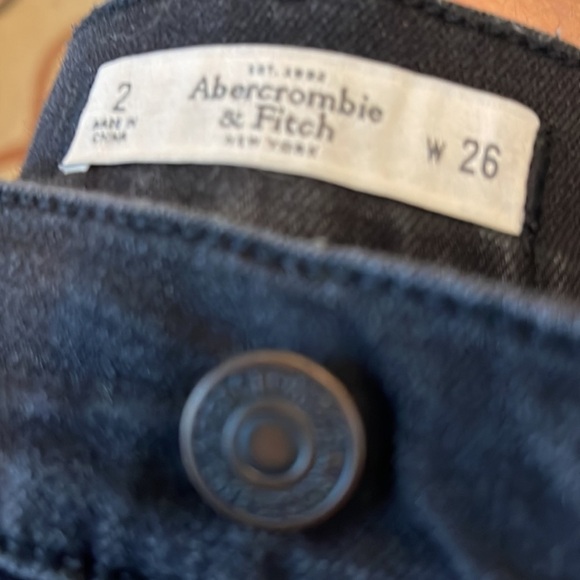 2
MADE IN
CHINA
EST. 1892
Abercrombie
& Fitch
NEW YORK
W 26